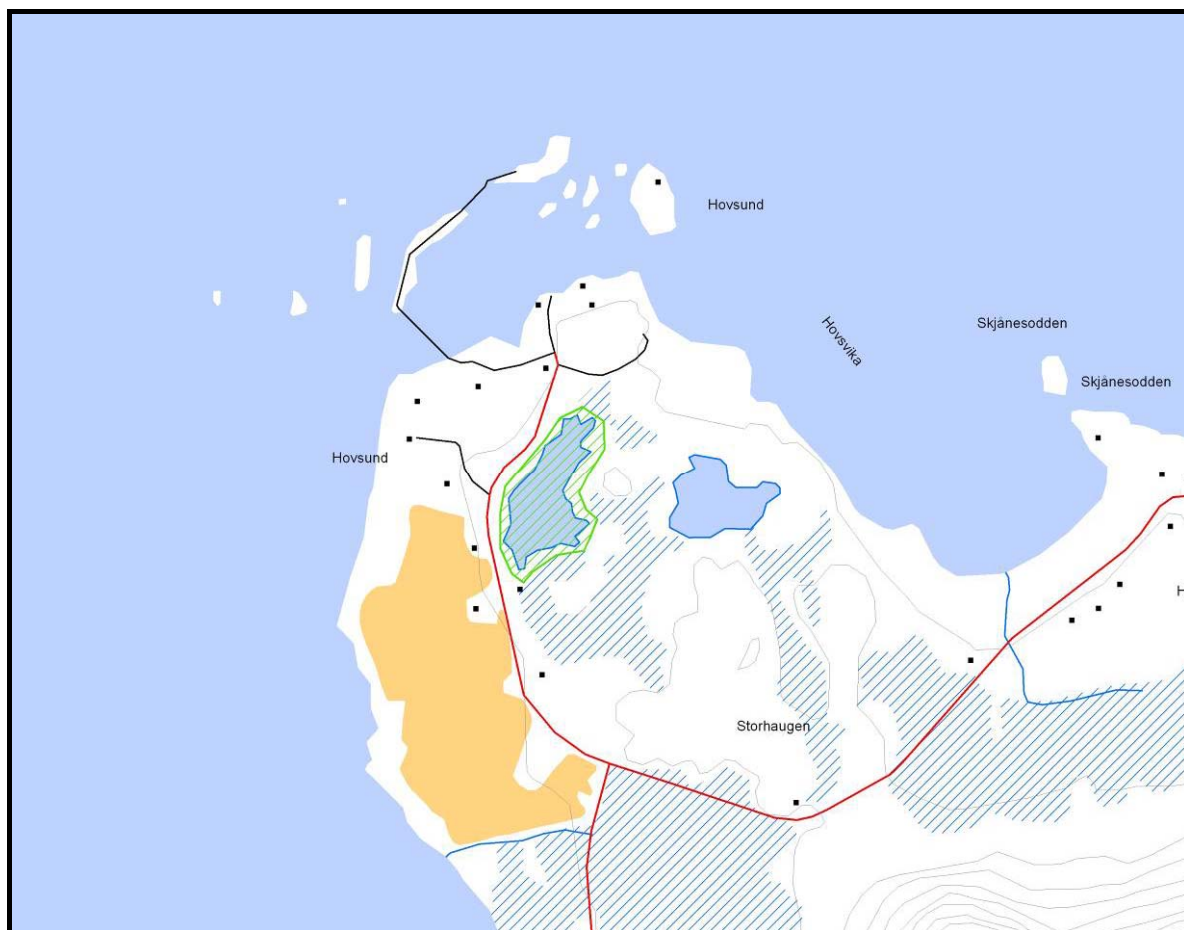 Hovsund
Hovsvika
Skjånesodden
Skjånesodden
Hovsund
H
Storhaugen